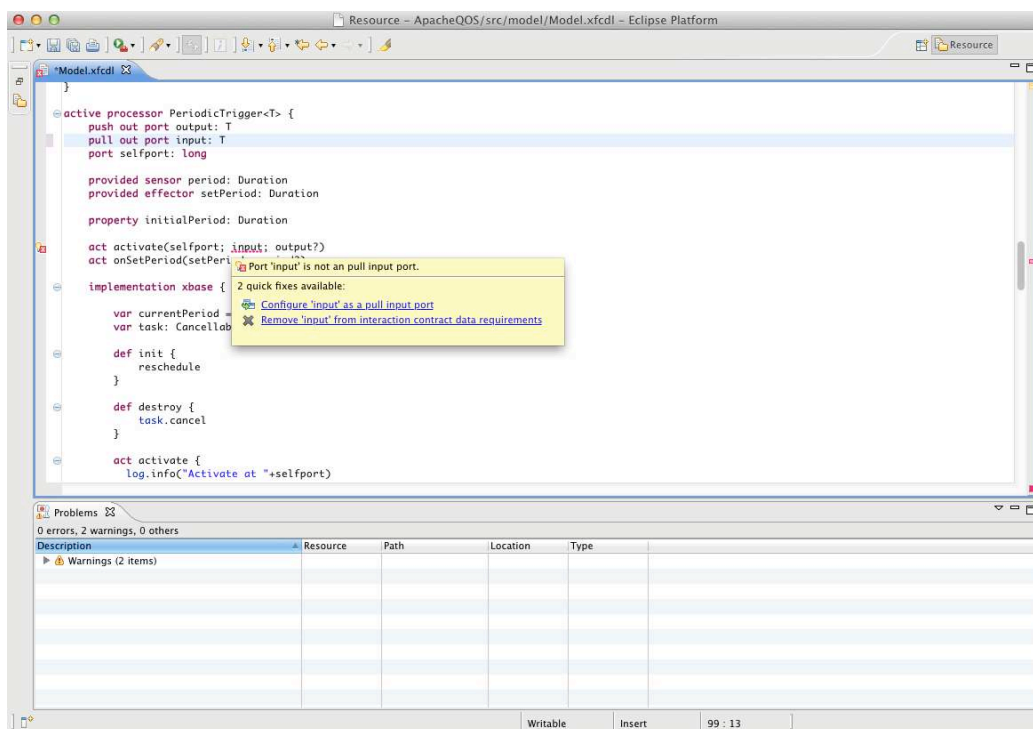 Resource – ApacheQOS/src/model/Model.xfcdl – Eclipse Platform
Resource
*Model.xfcdl
}
active processor PeriodicTrigger<T> {
push out port output: T
pull out port input: T
port selfport: long
provided sensor period: Duration
provided effector setPeriod: Duration
property initialPeriod: Duration
act activate(selfport; input; output?)
act onSetPeriod(setPeri
Port 'input' is not an pull input port.
2 quick fixes available:
Configure 'input' as a pull input port
Remove 'input' from interaction contract data requirements
implementation xbase {
var currentPeriod =
var task: Cancellab
def init {
reschedule
}
def destroy {
task.cancel
}
act activate {
log.info("Activate at "+selfport)
Problems
0 errors, 2 warnings, 0 others
Description Resource Path Location Type
Warnings (2 items)
Writable Insert 99 : 13